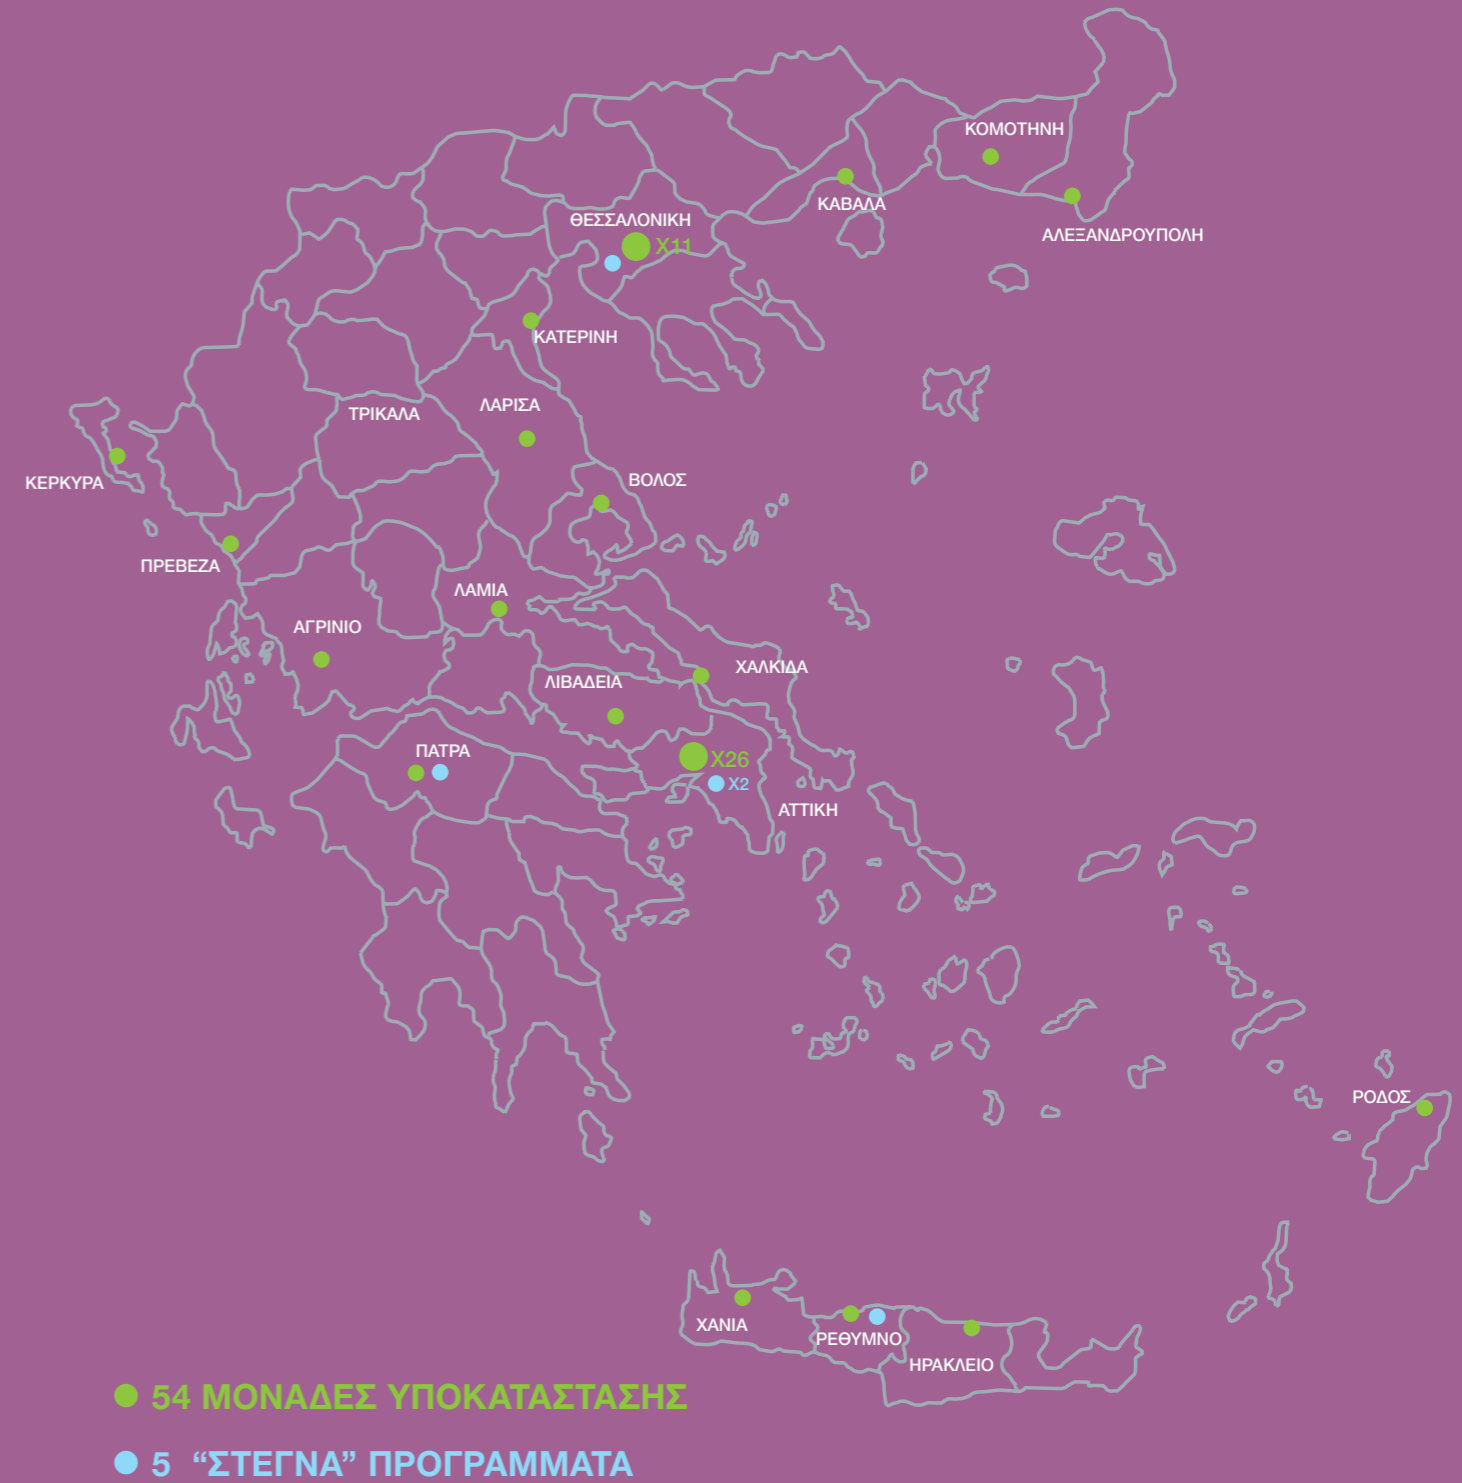 ΚΟΜΟΤΗΝΗ
ΚΑΒΑΛΑ
ΘΕΣΣΑΛΟΝΙΚΗ
ΑΛΕΞΑΝΔΡΟΥΠΟΛΗ
X11
ΚΑΤΕΡΙΝΗ
ΛΑΡΙΣΑ
ΤΡΙΚΑΛΑ
ΚΕΡΚΥΡΑ
ΒΟΛΟΣ
ΠΡΕΒΕΖΑ
ΛΑΜΙΑ
ΑΓΡΙΝΙΟ
ΧΑΛΚΙΔΑ
ΛΙΒΑΔΕΙΑ
ΠΑΤΡΑ
X26
X2
ΑΤΤΙΚΗ
ΡΟΔΟΣ
ΧΑΝΙΑ
ΡΕΘΥΜΝΟ
ΗΡΑΚΛΕΙΟ
54 ΜΟΝΑΔΕΣ ΥΠΟΚΑΤΑΣΤΑΣΗΣ
5 “ΣΤΕΓΝΑ” ΠΡΟΓΡΑΜΜΑΤΑ